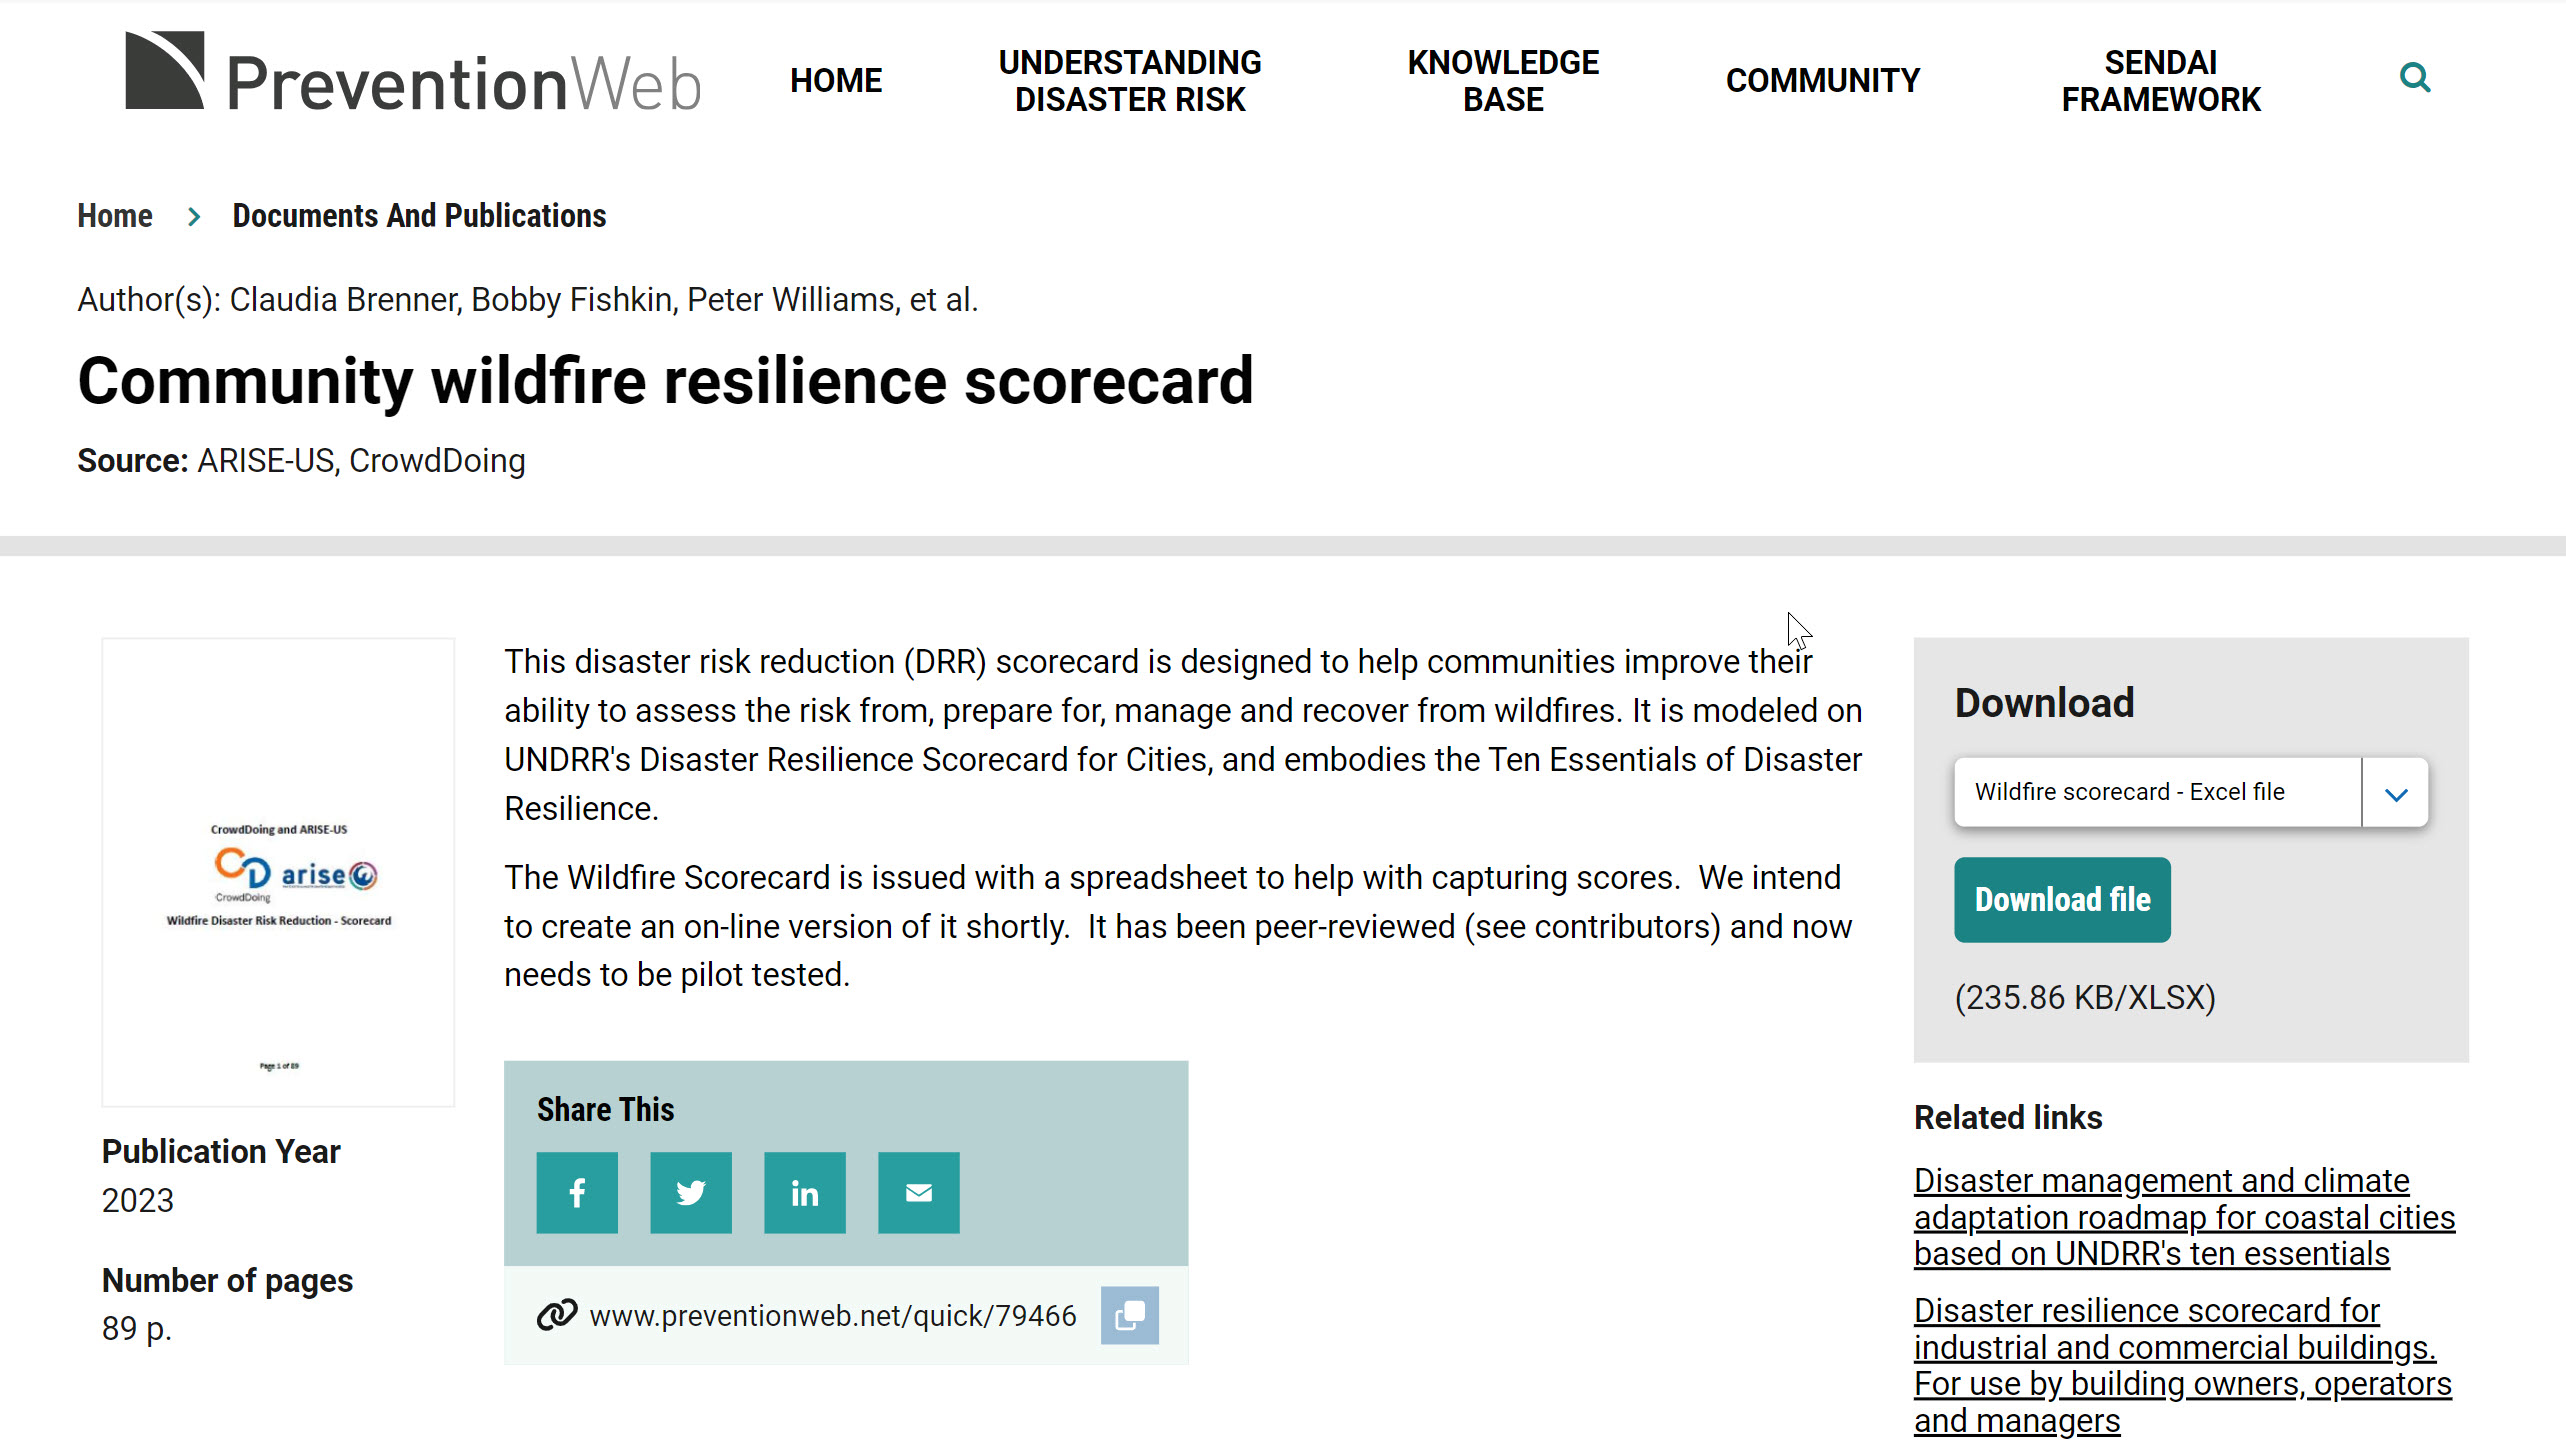 PreventionWeb
HOME
UNDERSTANDING
DISASTER RISK
KNOWLEDGE
BASE
COMMUNITY
SENDAI
FRAMEWORK
Home
Documents And Publications
Author(s): Claudia Brenner, Bobby Fishkin, Peter Williams, et al.
Community wildfire resilience scorecard
Source: ARISE-US, CrowdDoing
CrowdDoing and ARISE-US
CD arise
CrowdDoing
Wildfire Disaster Risk Reduction - Scorecard
Page 1 of 89
Publication Year
2023
Number of pages
89 p.
This disaster risk reduction (DRR) scorecard is designed to help communities improve their
ability to assess the risk from, prepare for, manage and recover from wildfires. It is modeled on
UNDRR's Disaster Resilience Scorecard for Cities, and embodies the Ten Essentials of Disaster
Resilience.
The Wildfire Scorecard is issued with a spreadsheet to help with capturing scores.  We intend
to create an on-line version of it shortly.  It has been peer-reviewed (see contributors) and now
needs to be pilot tested.
Share This
www.preventionweb.net/quick/79466
Download
Wildfire scorecard - Excel file
Download file
(235.86 KB/XLSX)
Related links
Disaster management and climate
adaptation roadmap for coastal cities
based on UNDRR's ten essentials
Disaster resilience scorecard for
industrial and commercial buildings.
For use by building owners, operators
and managers